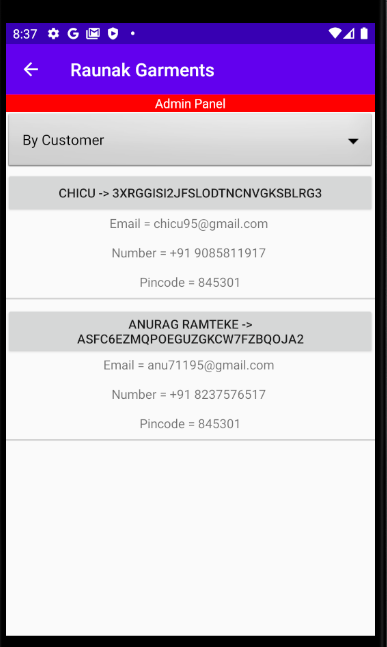 8:37
Raunak Garments
Admin Panel
By Customer
CHICU -> 3XRGGISI2JFSLODTNCNVGKSBLRG3
Email = chicu95@gmail.com
Number = +91 9085811917
Pincode = 845301
ANURAG RAMTEKE ->
ASFC6EZMQPOEGUZGKCW7FZBQOJA2
Email = anu71195@gmail.com
Number = +91 8237576517
Pincode = 845301